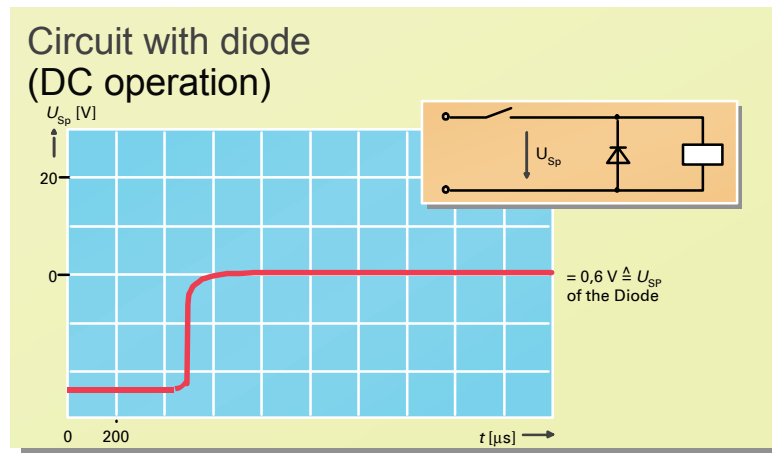 Circuit with diode
(DC operation)
U_Sp [V]
U_Sp
20
0
= 0,6 V ≙ U_SP
of the Diode
0 200 t [µs]